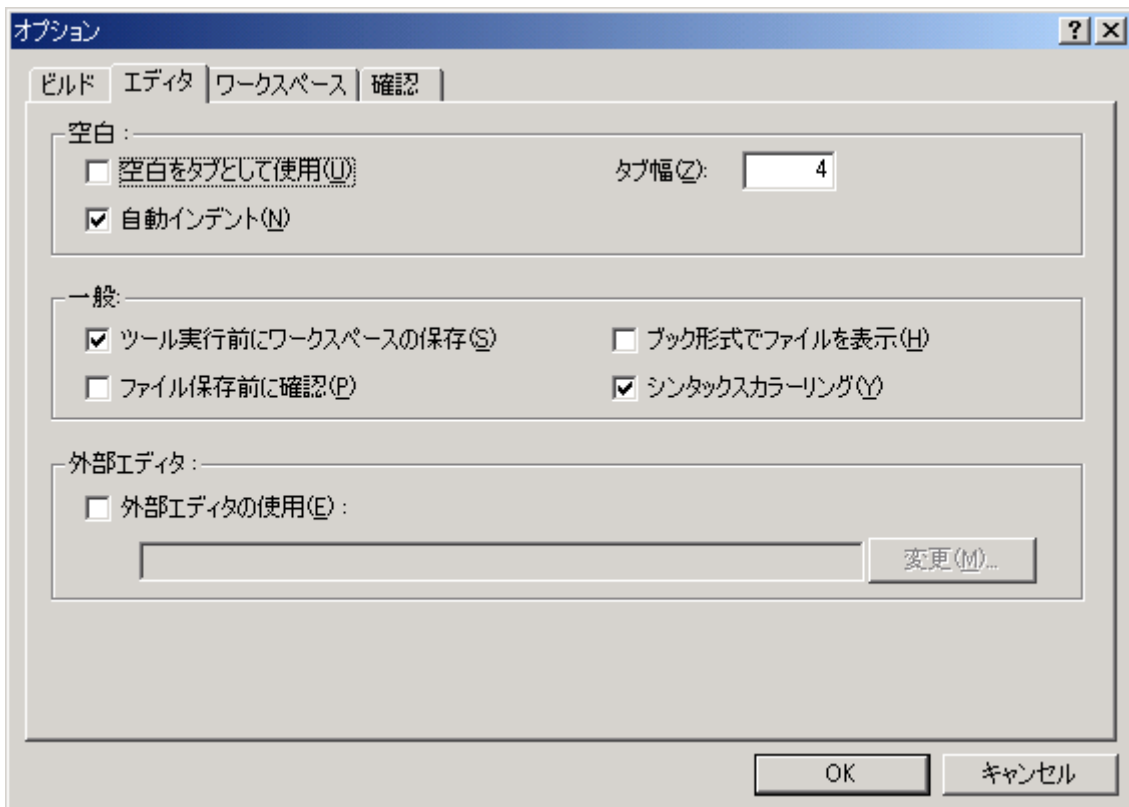 オプション
ビルド エディタ ワークスペース 確認
空白：
空白をタブとして使用(U) タブ幅(Z): 4
自動インデント(N)
一般:
ツール実行前にワークスペースの保存(S) ブック形式でファイルを表示(H)
ファイル保存前に確認(P) シンタックスカラーリング(Y)
外部エディタ：
外部エディタの使用(E)：
変更(M)...
OK キャンセル